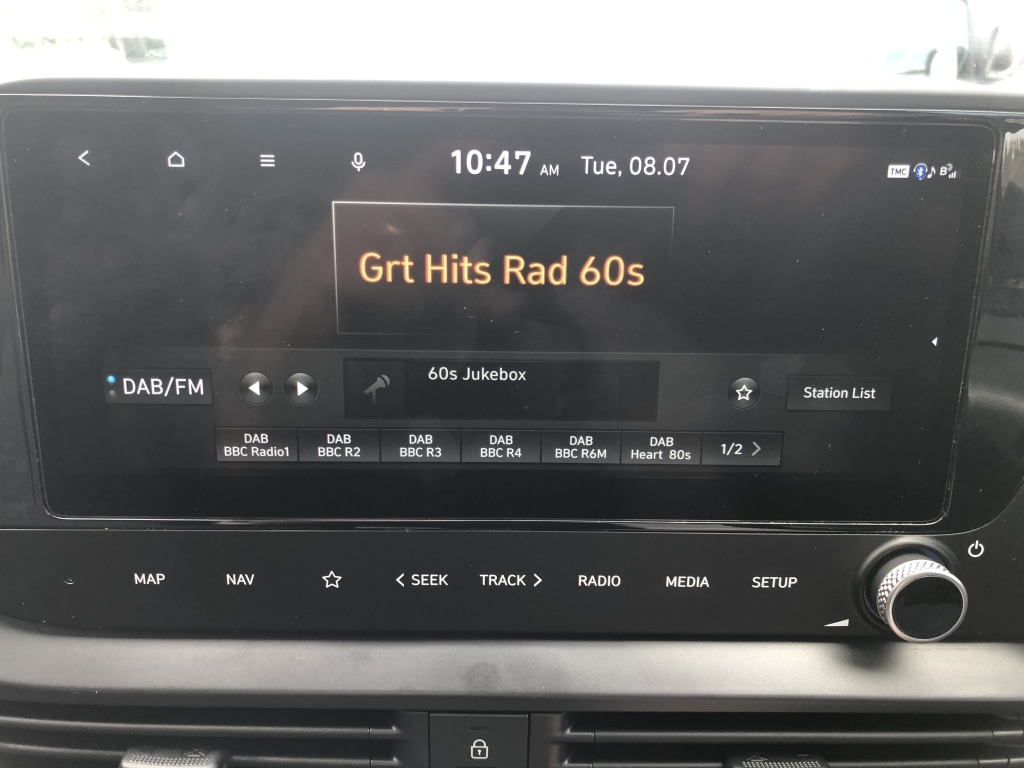 10:47 AM Tue, 08.07
TMC
B
Grt Hits Rad 60s
DAB/FM
60s Jukebox
Station List
DAB
BBC Radio1
DAB
BBC R2
DAB
BBC R3
DAB
BBC R4
DAB
BBC R6M
DAB
Heart 80s
1/2 >
MAP
NAV
< SEEK
TRACK >
RADIO
MEDIA
SETUP